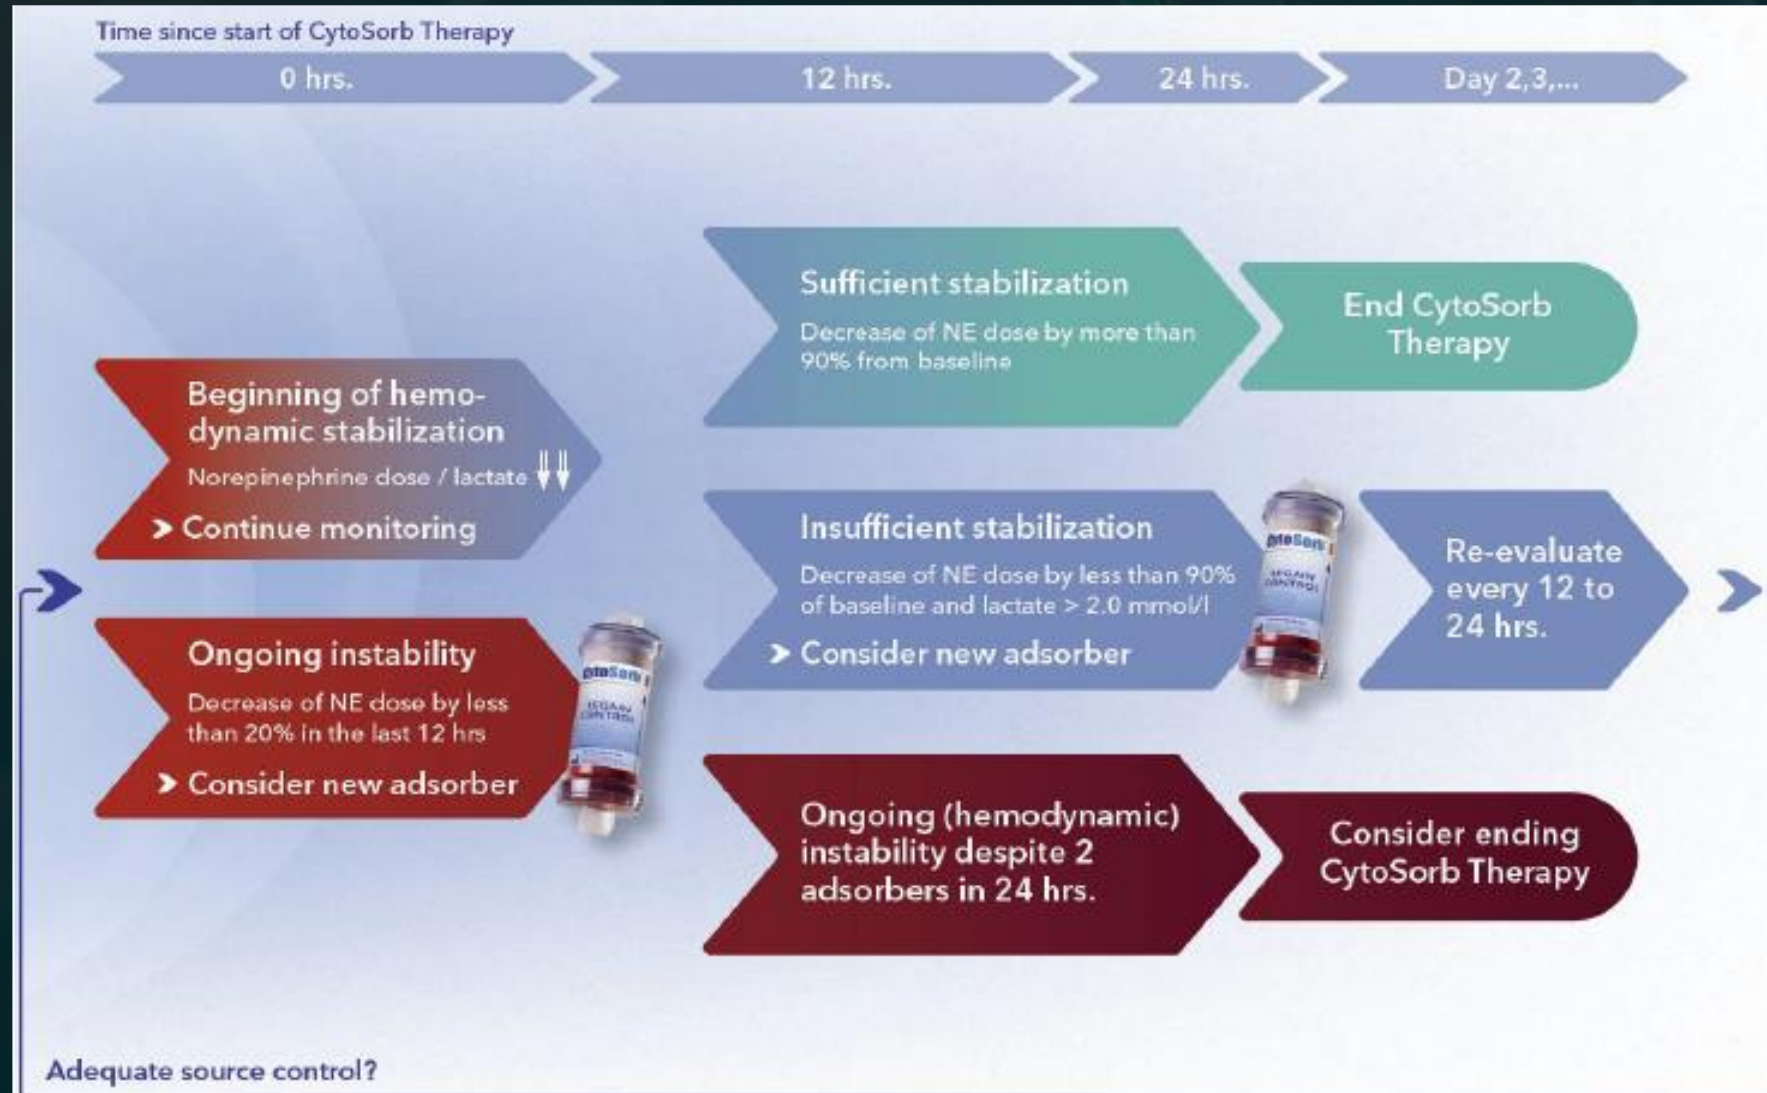 Time since start of CytoSorb Therapy
0 hrs.
12 hrs.
24 hrs.
Day 2,3,...
Beginning of hemo-
dynamic stabilization
Norepinephrine dose / lactate
Continue monitoring
Ongoing instability
Decrease of NE dose by less
than 20% in the last 12 hrs
Consider new adsorber
CytoSorb
Sufficient stabilization
Decrease of NE dose by more than
90% from baseline
End CytoSorb
Therapy
Insufficient stabilization
Decrease of NE dose by less than 90%
of baseline and lactate > 2.0 mmol/l
Consider new adsorber
CytoSorb
Re-evaluate
every 12 to
24 hrs.
Ongoing (hemodynamic)
instability despite 2
adsorbers in 24 hrs.
Consider ending
CytoSorb Therapy
Adequate source control?